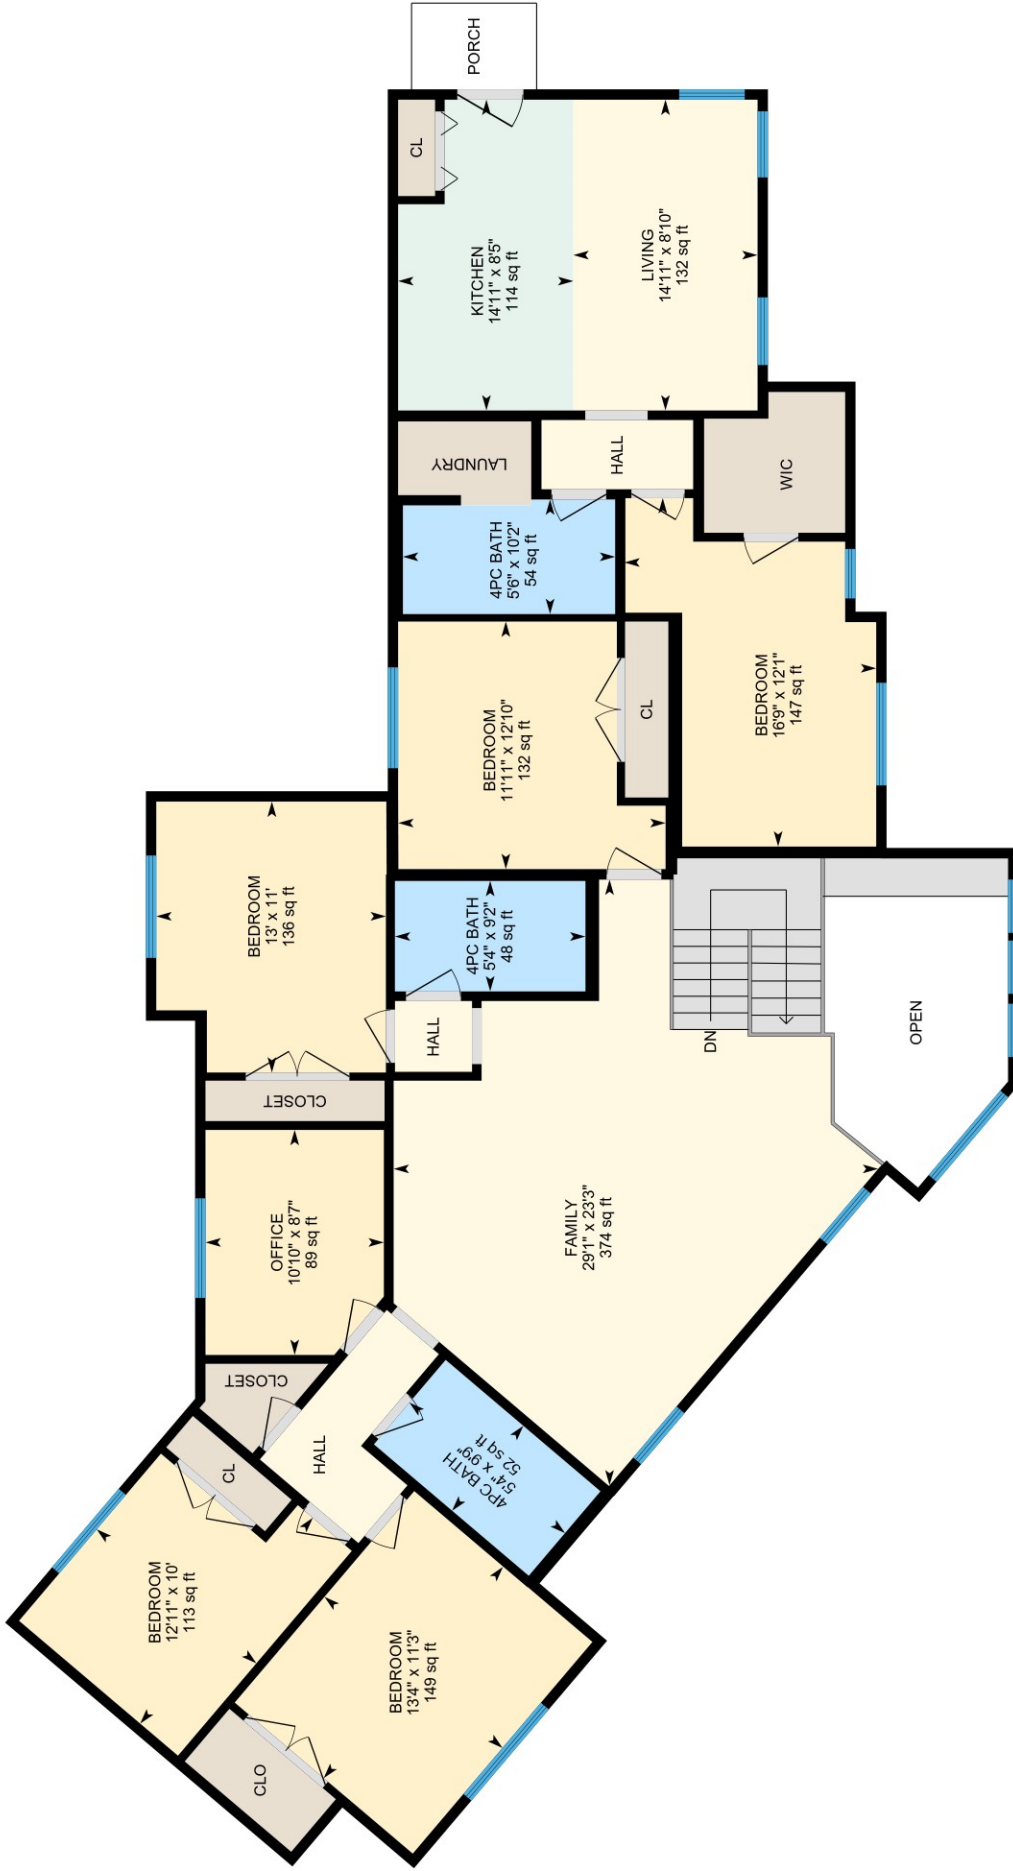 PORCH
CL
KITCHEN
14'11" x 8'5"
114 sq ft
LIVING
14'11" x 8'10"
132 sq ft
LAUNDRY
HALL
WIC
4PC BATH
5'6" x 10'2"
54 sq ft
BEDROOM
11'11" x 12'10"
132 sq ft
CL
BEDROOM
16'9" x 12'1"
147 sq ft
BEDROOM
13' x 11'
136 sq ft
4PC BATH
5'4" x 9'2"
48 sq ft
HALL
DN
OPEN
CLOSET
OFFICE
10'10" x 8'7"
89 sq ft
FAMILY
29'1" x 23'3"
374 sq ft
CLOSET
HALL
4PC BATH
5'4" x 9'9"
52 sq ft
CL
BEDROOM
12'11" x 10'
113 sq ft
BEDROOM
13'4" x 11'3"
149 sq ft
CLO